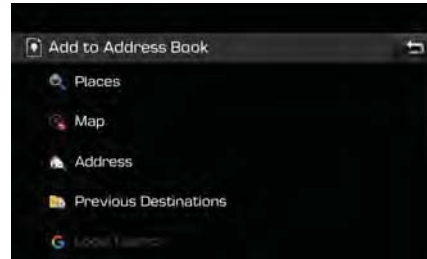 Add to Address Book
Places
Map
Address
Previous Destinations